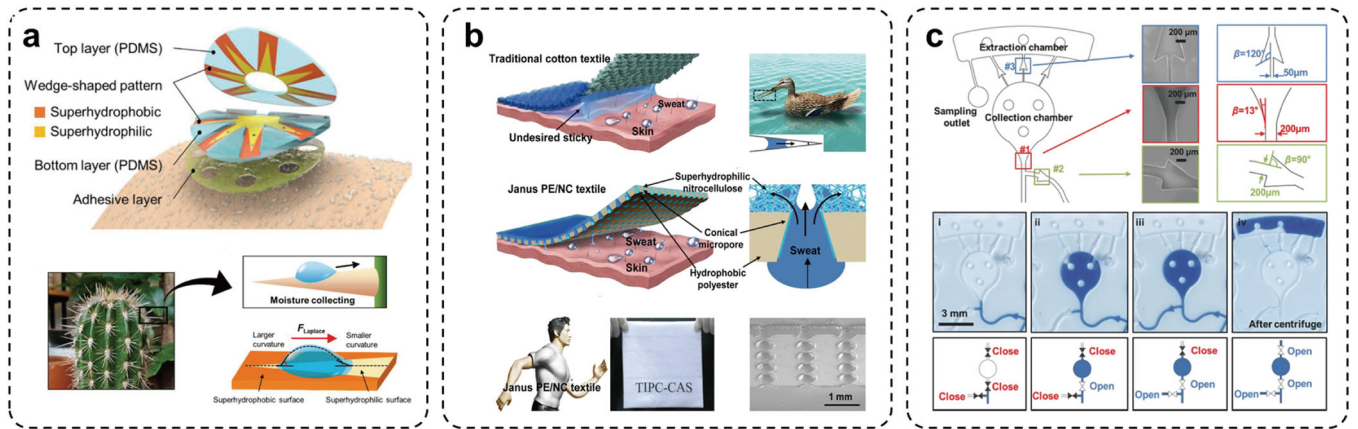 a
Top layer (PDMS)
Wedge-shaped pattern
Superhydrophobic
Superhydrophilic
Bottom layer (PDMS)
Adhesive layer
Moisture collecting
Larger
curvature
FLaplace
Smaller
curvature
Superhydrophobic surface
Superhydrophilic surface
b
Traditional cotton textile
Sweat
Skin
Undesired sticky
Janus PE/NC textile
Sweat
Skin
Superhydrophilic
nitrocellulose
Conical
micropore
Hydrophobic
polyester
Sweat
Janus PE/NC textile
TIPC-CAS
1 mm
c
Extraction chamber
#3
Sampling
outlet
Collection chamber
#1
#2
200 μm
200 μm
200 μm
β=120°
50μm
β=13°
200μm
β=90°
200μm
i
3 mm
ii
iii
iv
After centrifuge
Close
Close
Close
Close
Open
Close
Close
Open
Open
Open
Open
Open